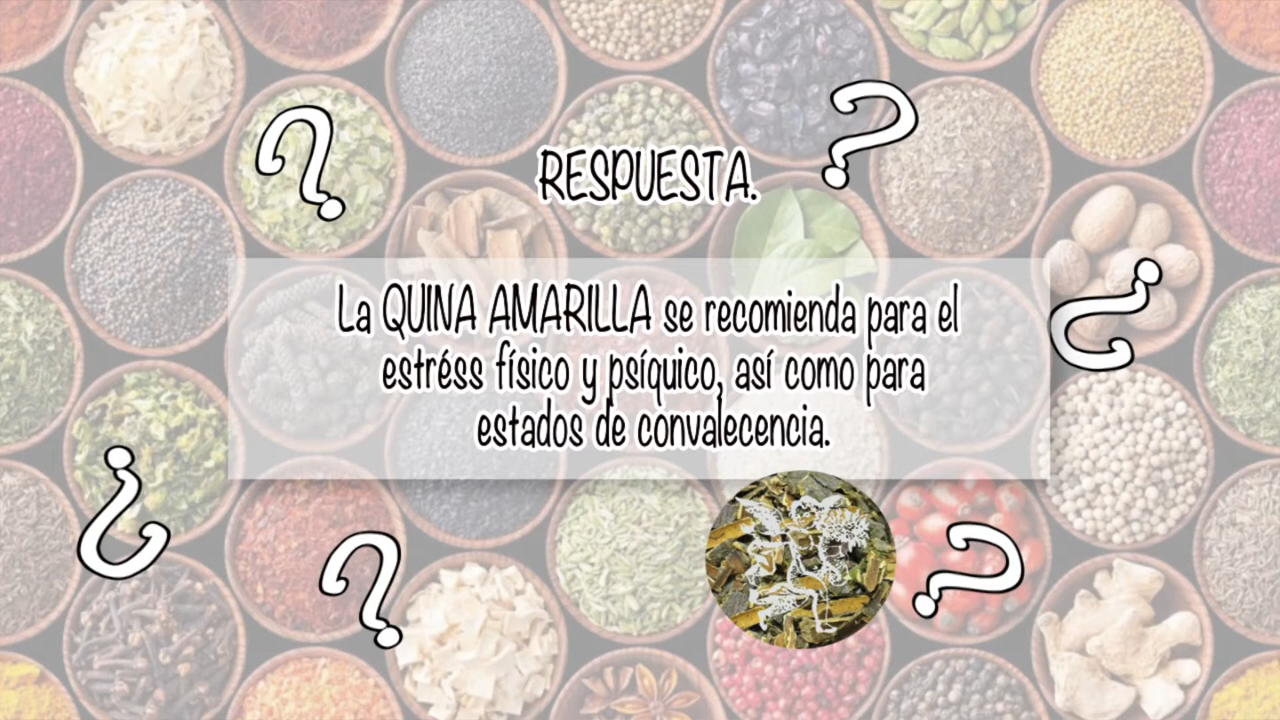 RESPUESTA.
La QUINA AMARILLA se recomienda para el
estréss físico y psíquico, así como para
estados de convalecencia.